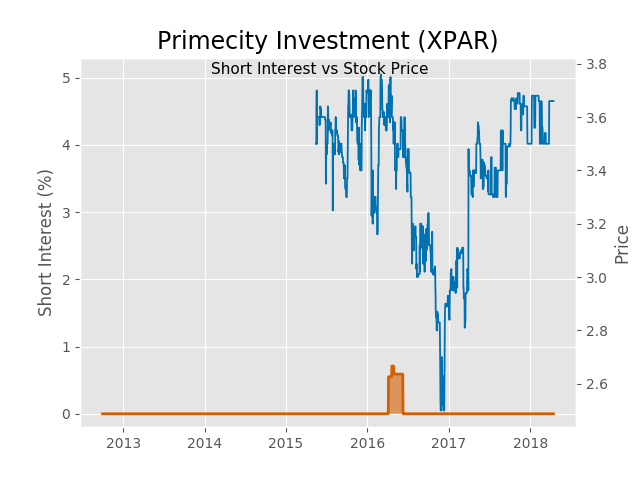 Primecity Investment (XPAR)
Short Interest vs Stock Price
Short Interest (%)
5
4
3
2
1
0
3.8
3.6
3.4
3.2
3.0
2.8
2.6
Price
2013 2014 2015 2016 2017 2018